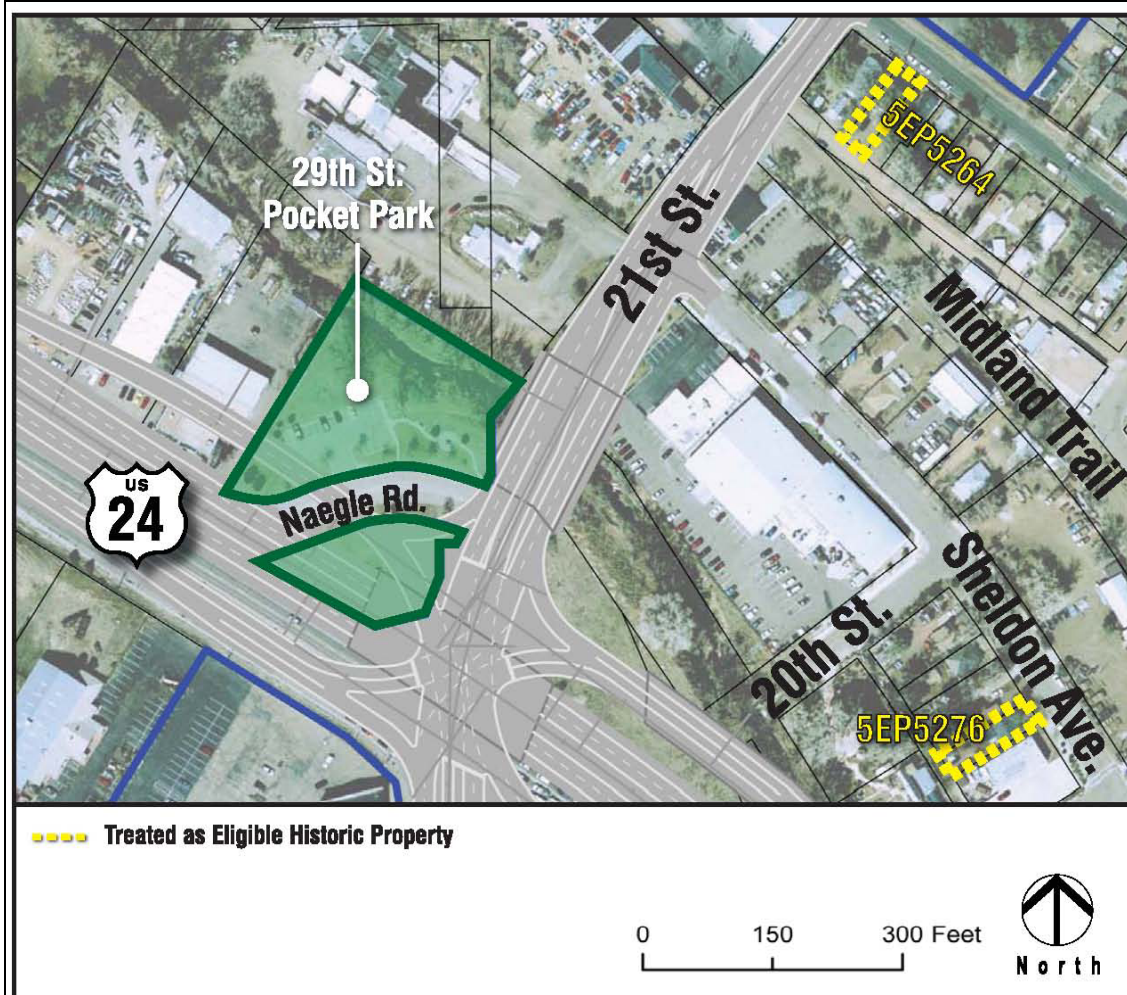 29th St.
Pocket Park
5EP5264
21st St.
Midland Trail
US
24
Naegle Rd.
Sheldon Ave.
20th St.
5EP5276
Treated as Eligible Historic Property
0 150 300 Feet
North